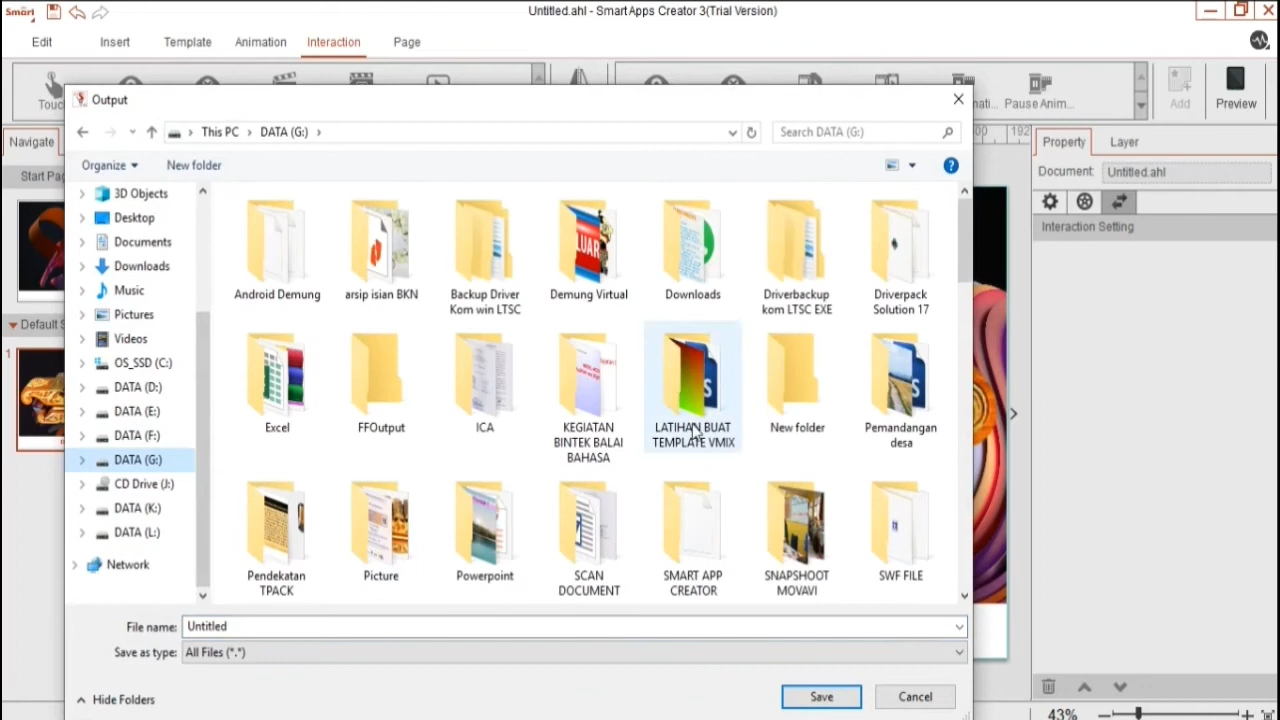 Smart
Untitled.ahl - Smart Apps Creator 3(Trial Version)
Edit
Insert
Template
Animation
Interaction
Page
Pause Anim...
Add
Preview
Output
This PC
DATA (G:)
Search DATA (G:)
Organize
New folder
Navigate
Property
Layer
Document:
Untitled.ahl
Interaction Setting
3D Objects
Desktop
Documents
Downloads
Music
Pictures
Videos
OS_SSD (C:)
DATA (D:)
DATA (E:)
DATA (F:)
DATA (G:)
CD Drive (J:)
DATA (K:)
DATA (L:)
Network
Android Demung
arsip isian BKN
Backup Driver
Kom win LTSC
Demung Virtual
Downloads
Driverbackup
kom LTSC EXE
Driverpack
Solution 17
Excel
FFOutput
ICA
KEGIATAN
BINTEK BALAI
BAHASA
LATIHAN BUAT
TEMPLATE VMIX
New folder
Pemandangan
desa
Pendekatan
TPACK
Picture
Powerpoint
SCAN
DOCUMENT
SMART APP
CREATOR
SNAPSHOOT
MOVAVI
SWF FILE
1
File name:
Untitled
Save as type:
All Files (*.*)
Hide Folders
Save
Cancel
43%